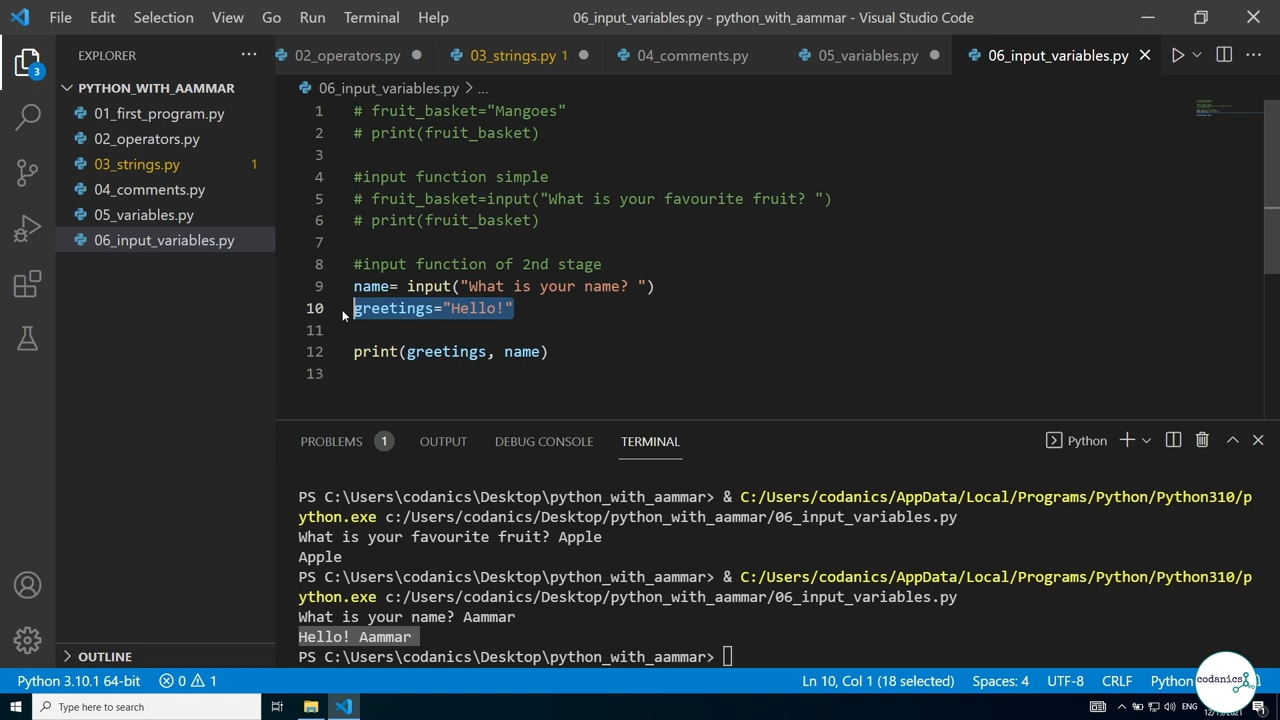 File Edit Selection View Go Run Terminal Help 06_input_variables.py - python_with_aammar - Visual Studio Code
EXPLORER ...
02_operators.py 03_strings.py 1 04_comments.py 05_variables.py 06_input_variables.py
3
PYTHON_WITH_AAMMAR
01_first_program.py
02_operators.py
03_strings.py 1
04_comments.py
05_variables.py
06_input_variables.py
06_input_variables.py > ...
1 # fruit_basket="Mangoes"
2 # print(fruit_basket)
3
4 #input function simple
5 # fruit_basket=input("What is your favourite fruit? ")
6 # print(fruit_basket)
7
8 #input function of 2nd stage
9 name= input("What is your name? ")
10 greetings="Hello!"
11
12 print(greetings, name)
13
PROBLEMS 1 OUTPUT DEBUG CONSOLE TERMINAL Python
PS C:\Users\codanics\Desktop\python_with_aammar> & C:/Users/codanics/AppData/Local/Programs/Python/Python310/p
ython.exe c:/Users/codanics/Desktop/python_with_aammar/06_input_variables.py
What is your favourite fruit? Apple
Apple
PS C:\Users\codanics\Desktop\python_with_aammar> & C:/Users/codanics/AppData/Local/Programs/Python/Python310/p
ython.exe c:/Users/codanics/Desktop/python_with_aammar/06_input_variables.py
What is your name? Aammar
Hello! Aammar
PS C:\Users\codanics\Desktop\python_with_aammar>
OUTLINE
Python 3.10.1 64-bit 0 1 Ln 10, Col 1 (18 selected) Spaces: 4 UTF-8 CRLF Python
codanics
Type here to search ENG